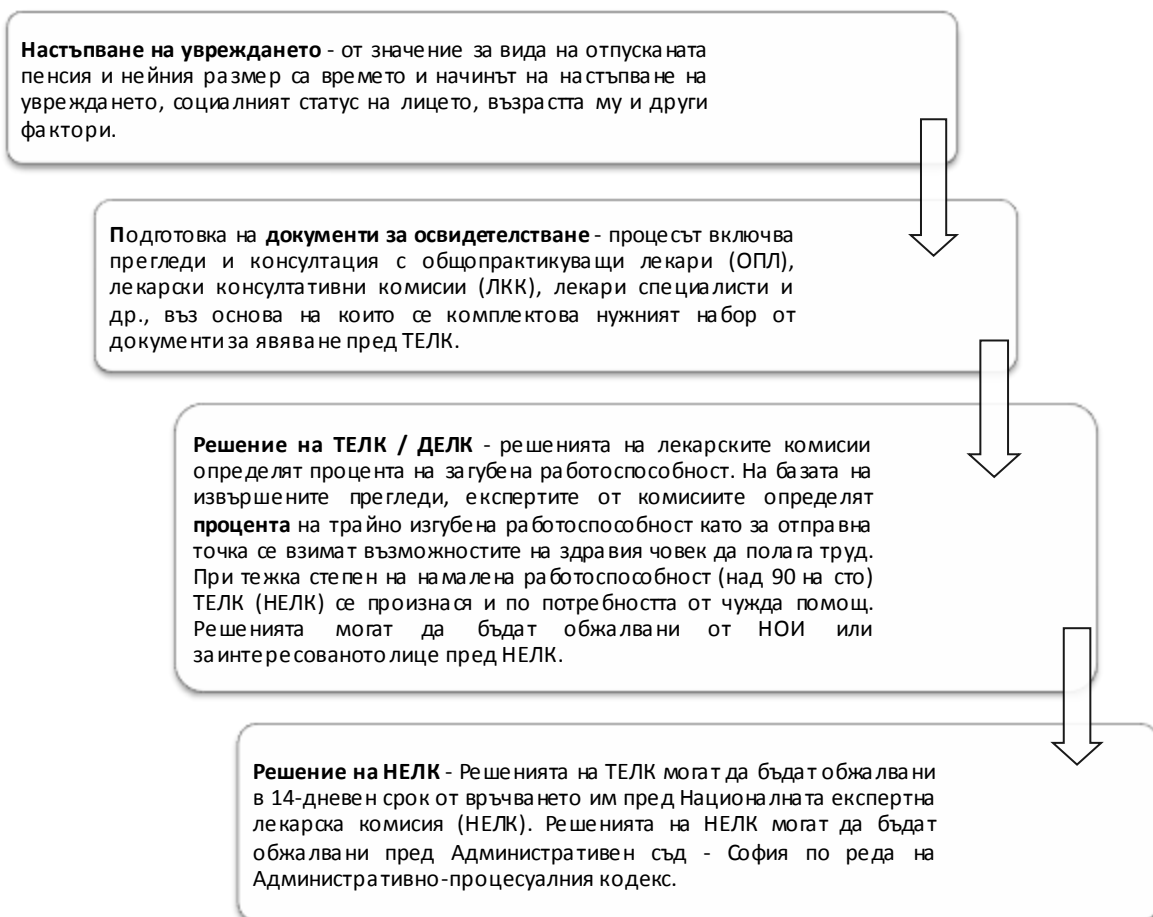 Настъпване на увреждането - от значение за вида на отпусканата
пенсия и нейния размер са времето и начинът на настъпване на
увреждането, социалният статус на лицето, възрастта му и други
фактори.
Подготовка на документи за освидетелстване - процесът включва
прегледи и консултация с общопрактикуващи лекари (ОПЛ),
лекарски консултативни комисии (ЛКК), лекари специалисти и
др., въз основа на които се комплектова нужният набор от
документи за явяване пред ТЕЛК.
Решение на ТЕЛК / ДЕЛК - решенията на лекарските комисии
определят процента на загубена работоспособност. На базата на
извършените прегледи, експертите от комисиите определят
процента на трайно изгубена работоспособност като за отправна
точка се взимат възможностите на здравия човек да полага труд.
При тежка степен на намалена работоспособност (над 90 на сто)
ТЕЛК (НЕЛК) се произнася и по потребността от чужда помощ.
Решенията могат да бъдат обжалвани от НОИ или
заинтересованото лице пред НЕЛК.
Решение на НЕЛК - Решенията на ТЕЛК могат да бъдат обжалвани
в 14-дневен срок от връчването им пред Националната експертна
лекарска комисия (НЕЛК). Решенията на НЕЛК могат да бъдат
обжалвани пред Административен съд - София по реда на
Административно-процесуалния кодекс.